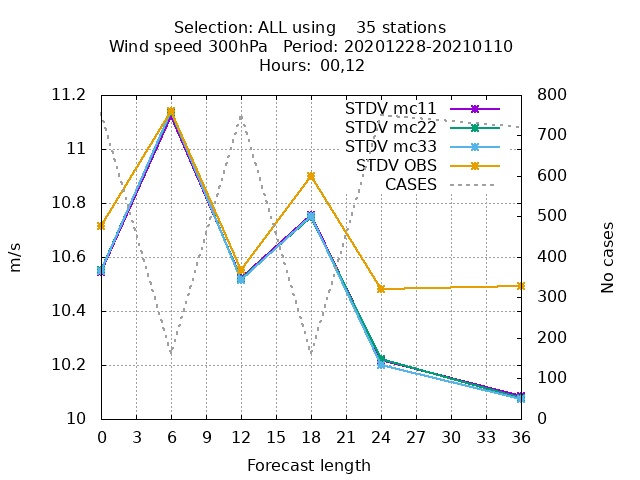 Selection: ALL using    35 stations
Wind speed 300hPa   Period: 20201228-20210110
Hours: 00,12
11.2
11
10.8
10.6
10.4
10.2
10
m/s
STDV mc11
STDV mc22
STDV mc33
STDV OBS
CASES
800
700
600
500
400
300
200
100
0
No cases
0 3 6 9 12 15 18 21 24 27 30 33 36
Forecast length